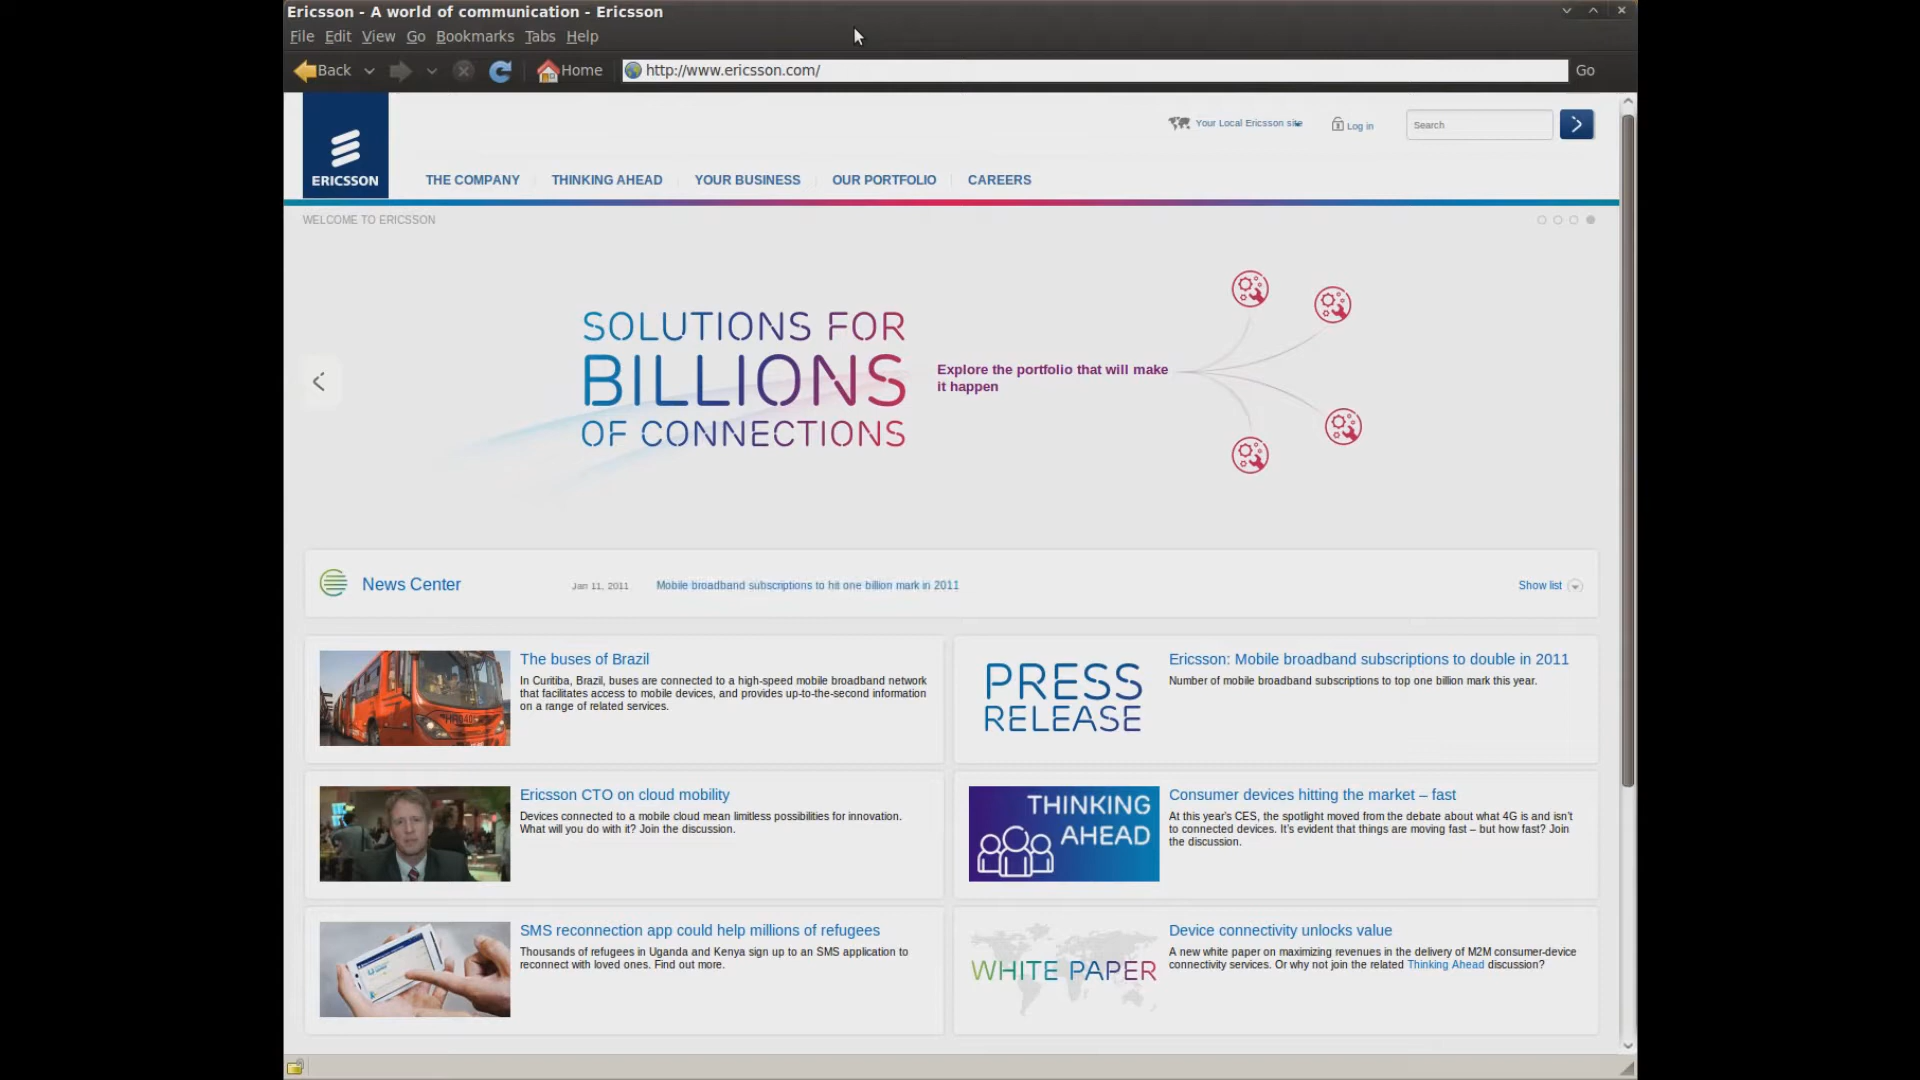 Ericsson - A world of communication - Ericsson
File Edit View Go Bookmarks Tabs Help
Back Home http://www.ericsson.com/ Go
Your Local Ericsson site Log in Search
ERICSSON
THE COMPANY THINKING AHEAD YOUR BUSINESS OUR PORTFOLIO CAREERS
WELCOME TO ERICSSON
SOLUTIONS FOR
BILLIONS
OF CONNECTIONS
Explore the portfolio that will make
it happen
News Center Jan 11, 2011 Mobile broadband subscriptions to hit one billion mark in 2011 Show list
The buses of Brazil
In Curitiba, Brazil, buses are connected to a high-speed mobile broadband network
that facilitates access to mobile devices, and provides up-to-the-second information
on a range of related services.
PRESS
RELEASE
Ericsson: Mobile broadband subscriptions to double in 2011
Number of mobile broadband subscriptions to top one billion mark this year.
Ericsson CTO on cloud mobility
Devices connected to a mobile cloud mean limitless possibilities for innovation.
What will you do with it? Join the discussion.
THINKING
AHEAD
Consumer devices hitting the market – fast
At this year's CES, the spotlight moved from the debate about what 4G is and isn't
to connected devices. It's evident that things are moving fast – but how fast? Join
the discussion.
SMS reconnection app could help millions of refugees
Thousands of refugees in Uganda and Kenya sign up to an SMS application to
reconnect with loved ones. Find out more.
WHITE PAPER
Device connectivity unlocks value
A new white paper on maximizing revenues in the delivery of M2M consumer-device
connectivity services. Or why not join the related Thinking Ahead discussion?